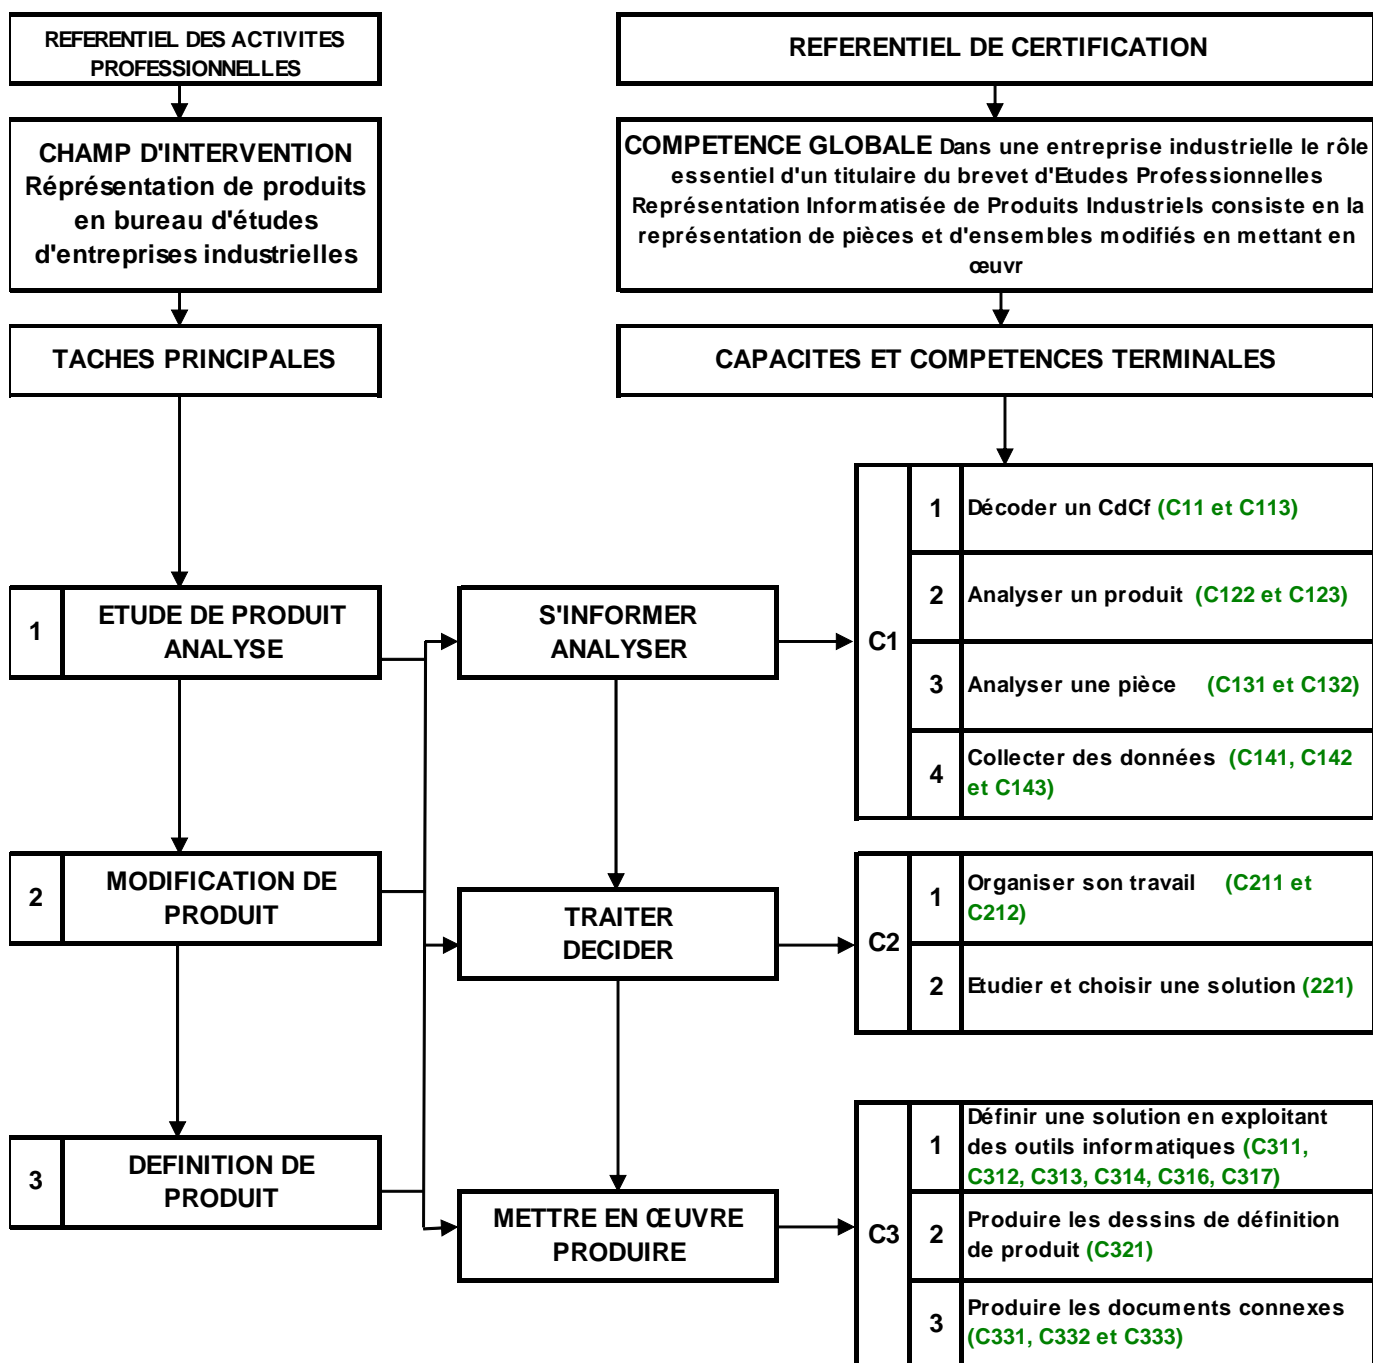 REFERENTIEL DES ACTIVITES
PROFESSIONNELLES
REFERENTIEL DE CERTIFICATION
CHAMP D'INTERVENTION
Réprésentation de produits
en bureau d'études
d'entreprises industrielles
COMPETENCE GLOBALE Dans une entreprise industrielle le rôle
essentiel d'un titulaire du brevet d'Etudes Professionnelles
Représentation Informatisée de Produits Industriels consiste en la
représentation de pièces et d'ensembles modifiés en mettant en
œuvr
TACHES PRINCIPALES
CAPACITES ET COMPETENCES TERMINALES
1
ETUDE DE PRODUIT
ANALYSE
S'INFORMER
ANALYSER
C1
1
Décoder un CdCf (C11 et C113)
2
Analyser un produit (C122 et C123)
3
Analyser une pièce (C131 et C132)
4
Collecter des données (C141, C142
et C143)
2
MODIFICATION DE
PRODUIT
TRAITER
DECIDER
C2
1
Organiser son travail (C211 et
C212)
2
Etudier et choisir une solution (221)
3
DEFINITION DE
PRODUIT
METTRE EN ŒUVRE
PRODUIRE
C3
1
Définir une solution en exploitant
des outils informatiques (C311,
C312, C313, C314, C316, C317)
2
Produire les dessins de définition
de produit (C321)
3
Produire les documents connexes
(C331, C332 et C333)